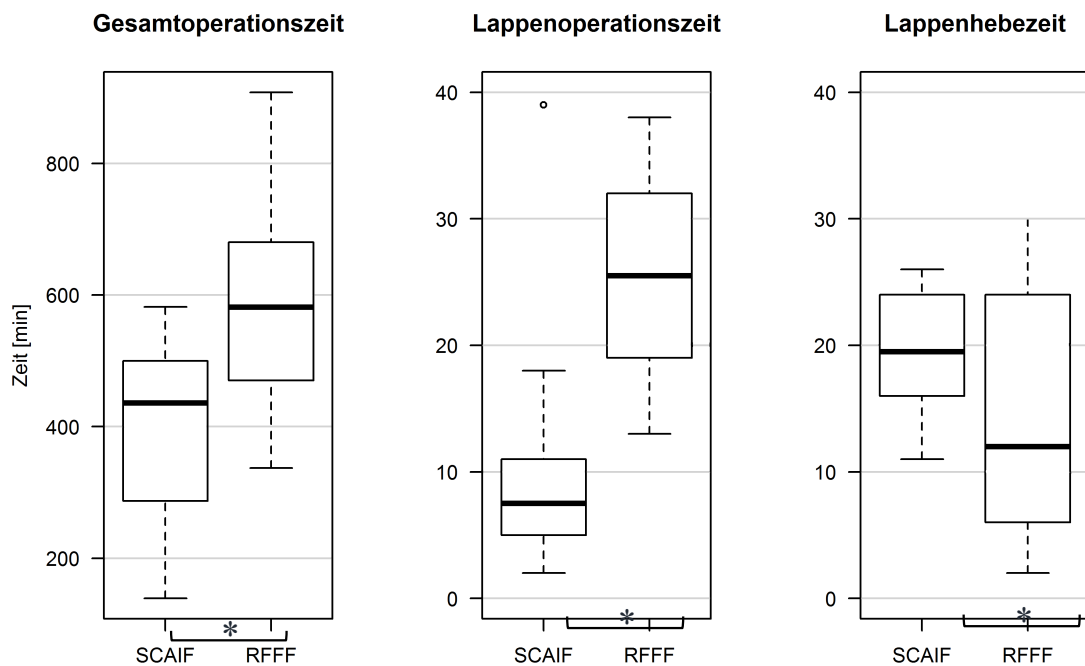 Gesamtoperationszeit
Lappenoperationszeit
Lappenhebezeit
Zeit [min]
800
600
400
200
SCAIF RFFF
*
40
30
20
10
0
SCAIF RFFF
*
40
30
20
10
0
SCAIF RFFF
*